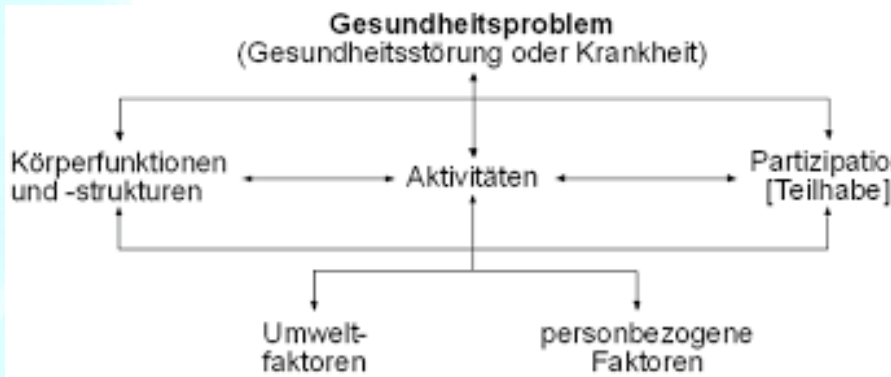 Gesundheitsproblem
(Gesundheitsstörung oder Krankheit)
Körperfunktionen
und -strukturen
Aktivitäten
Partizipatio
[Teilhabe]
Umwelt-
faktoren
personbezogene
Faktoren